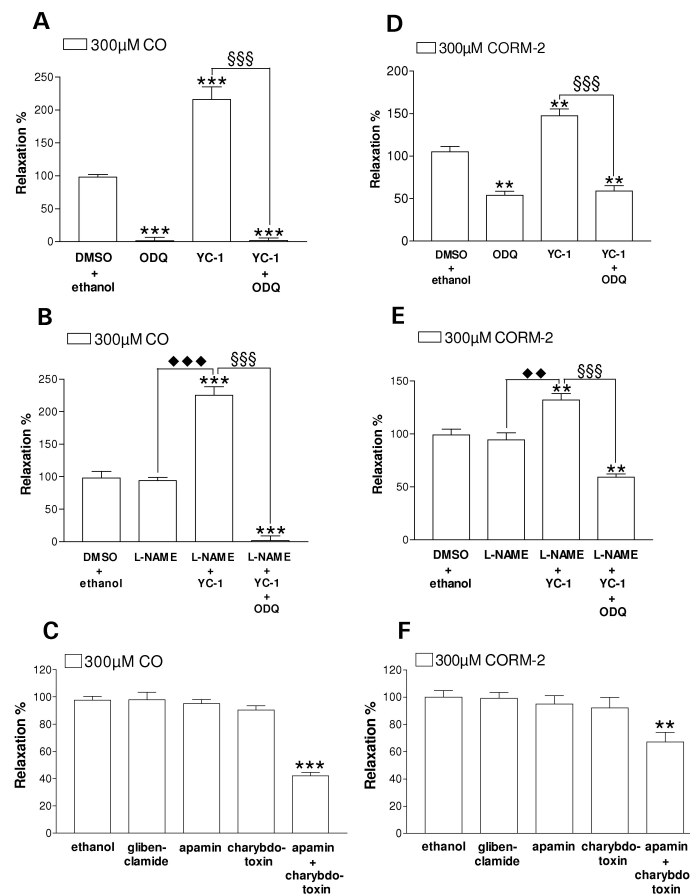 A
300µM CO
§§§
***
***
***
Relaxation %
250
200
150
100
50
0
DMSO + ethanol
ODQ
YC-1
YC-1 + ODQ
D
300µM CORM-2
§§§
**
**
**
Relaxation %
200
150
100
50
0
DMSO + ethanol
ODQ
YC-1
YC-1 + ODQ
B
300µM CO
◆◆◆
§§§
***
***
Relaxation %
250
200
150
100
50
0
DMSO + ethanol
L-NAME
L-NAME + YC-1
L-NAME + YC-1 + ODQ
E
300µM CORM-2
◆◆
§§§
**
**
Relaxation %
150
100
50
0
DMSO + ethanol
L-NAME
L-NAME + YC-1
L-NAME + YC-1 + ODQ
C
300µM CO
***
Relaxation %
120
100
80
60
40
20
0
ethanol
gliben-clamide
apamin
charybdo-toxin
apamin + charybdo-toxin
F
300µM CORM-2
**
Relaxation %
120
100
80
60
40
20
0
ethanol
gliben-clamide
apamin
charybdo-toxin
apamin + charybdo toxin